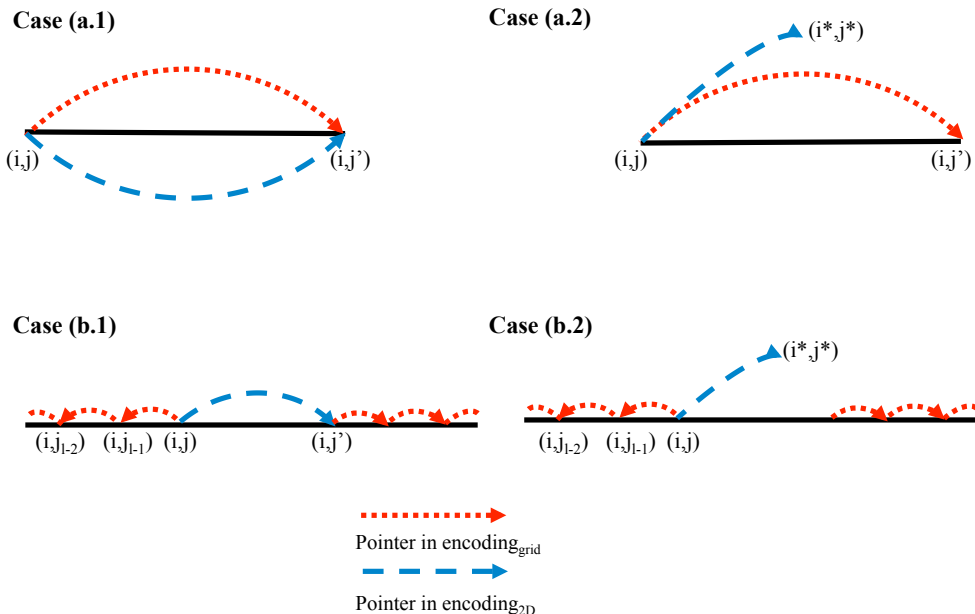 Case (a.1)
(i,j)
(i,j’)
Case (a.2)
(i*,j*)
(i,j)
(i,j’)
Case (b.1)
(i,jl-2)
(i,jl-1)
(i,j)
(i,j’)
Case (b.2)
(i*,j*)
(i,jl-2)
(i,jl-1)
(i,j)
Pointer in encodinggrid
Pointer in encoding2D